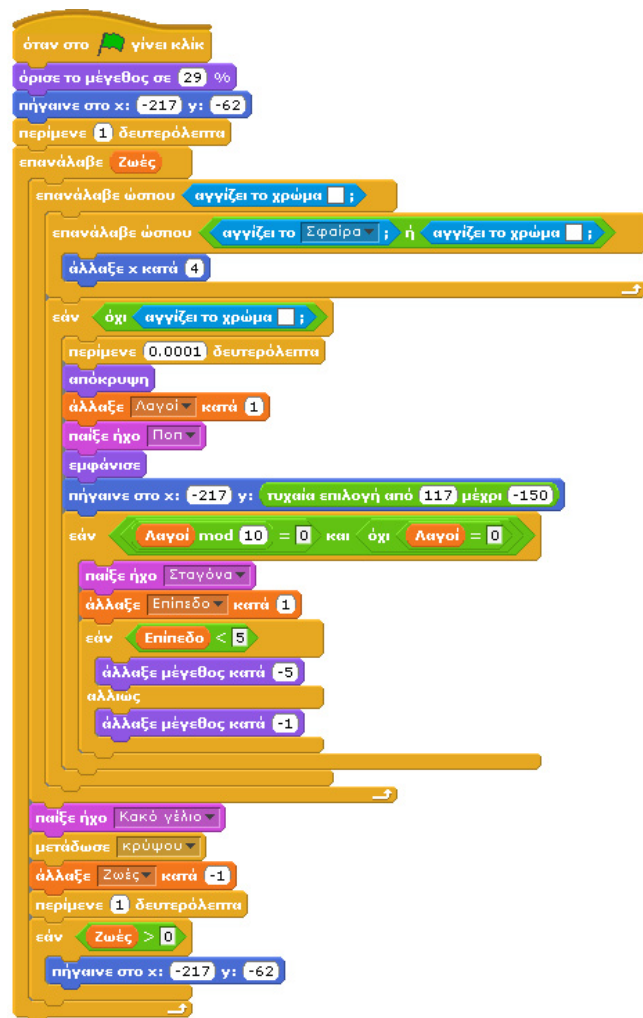 όταν στο γίνει κλίκ
όρισε το μέγεθος σε 29 %
πήγαινε στο x: -217 y: -62
περίμενε 1 δευτερόλεπτα
επανάλαβε Ζωές
επανάλαβε ώσπου αγγίζει το χρώμα ;
επανάλαβε ώσπου αγγίζει το Σφαίρα ; ή αγγίζει το χρώμα ;
άλλαξε x κατά 4
εάν όχι αγγίζει το χρώμα ;
περίμενε 0.0001 δευτερόλεπτα
απόκρυψη
άλλαξε Λαγοί κατά 1
παίξε ήχο Ποπ
εμφάνισε
πήγαινε στο x: -217 y: τυχαία επιλογή από 117 μέχρι -150
εάν Λαγοί mod 10 = 0 και όχι Λαγοί = 0
παίξε ήχο Σταγόνα
άλλαξε Επίπεδο κατά 1
εάν Επίπεδο < 5
άλλαξε μέγεθος κατά -5
αλλιώς
άλλαξε μέγεθος κατά -1
παίξε ήχο Κακό γέλιο
μετάδωσε κρύψου
άλλαξε Ζωές κατά -1
περίμενε 1 δευτερόλεπτα
εάν Ζωές > 0
πήγαινε στο x: -217 y: -62